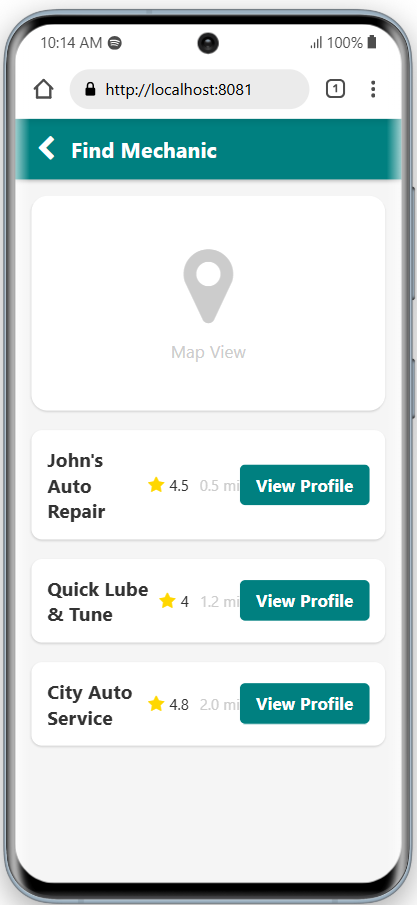 10:14 AM 100%
http://localhost:8081 1
Find Mechanic
Map View
John's
Auto
Repair
4.5 0.5 mi View Profile
Quick Lube
& Tune
4 1.2 mi View Profile
City Auto
Service
4.8 2.0 mi View Profile